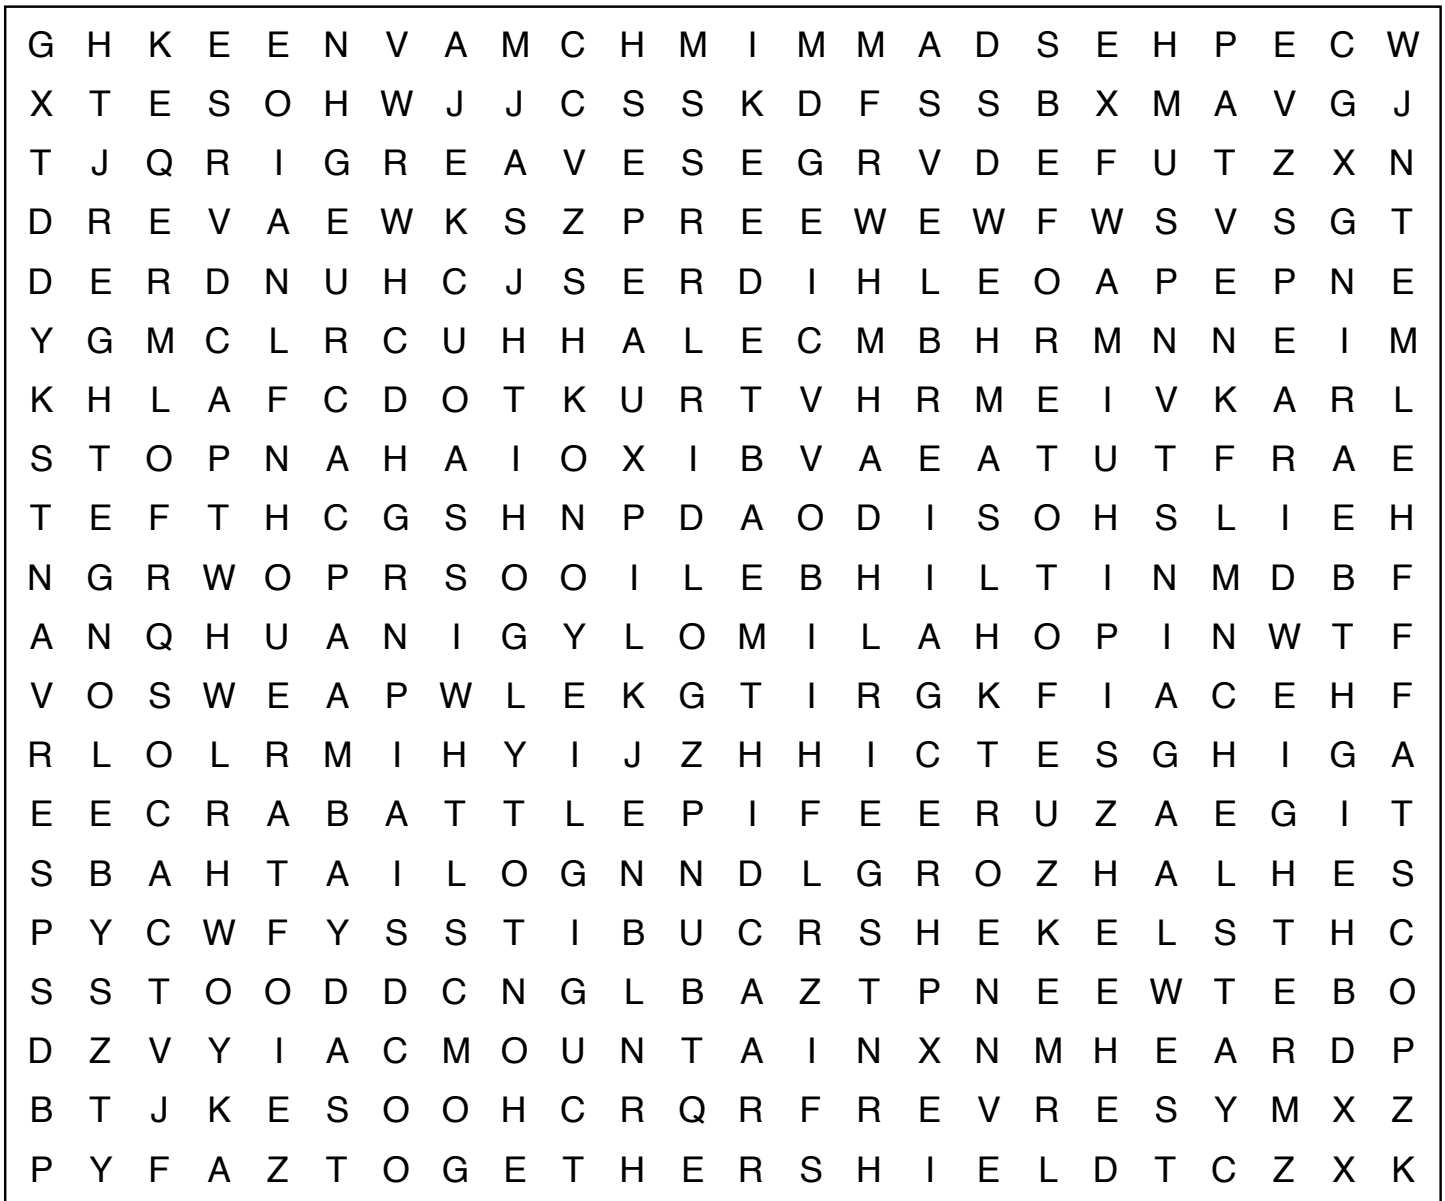 G H K E E N V A M C H M I M M A D S E H P E C W
X T E S O H W J J C S S K D F S S B X M A V G J
T J Q R I G R E A V E S E G R V D E F U T Z X N
D R E V A E W K S Z P R E E W E W F W S V S G T
D E R D N U H C J S E R D I H L E O A P E P N E
Y G M C L R C U H H A L E C M B H R M N N E I M
K H L A F C D O T K U R T V H R M E I V K A R L
S T O P N A H A I O X I B V A E A T U T F R A E
T E F T H C G S H N P D A O D I S O H S L I E H
N G R W O P R S O O I L E B H I L T I N M D B F
A N Q H U A N I G Y L O M I L A H O P I N W T F
V O S W E A P W L E K G T I R G K F I A C E H F
R L O L R M I H Y I J Z H H I C T E S G H I G A
E E C R A B A T T L E P I F E E R U Z A E G I T
S B A H T A I L O G N N D L G R O Z H A L H E S
P Y C W F Y S S T I B U C R S H E K E L S T H C
S S T O O D D C N G L B A Z T P N E E W T E B O
D Z V Y I A C M O U N T A I N X N M H E A R D P
B T J K E S O O H C R Q R F R E V R E S Y M X Z
P Y F A Z T O G E T H E R S H I E L D T C Z X K